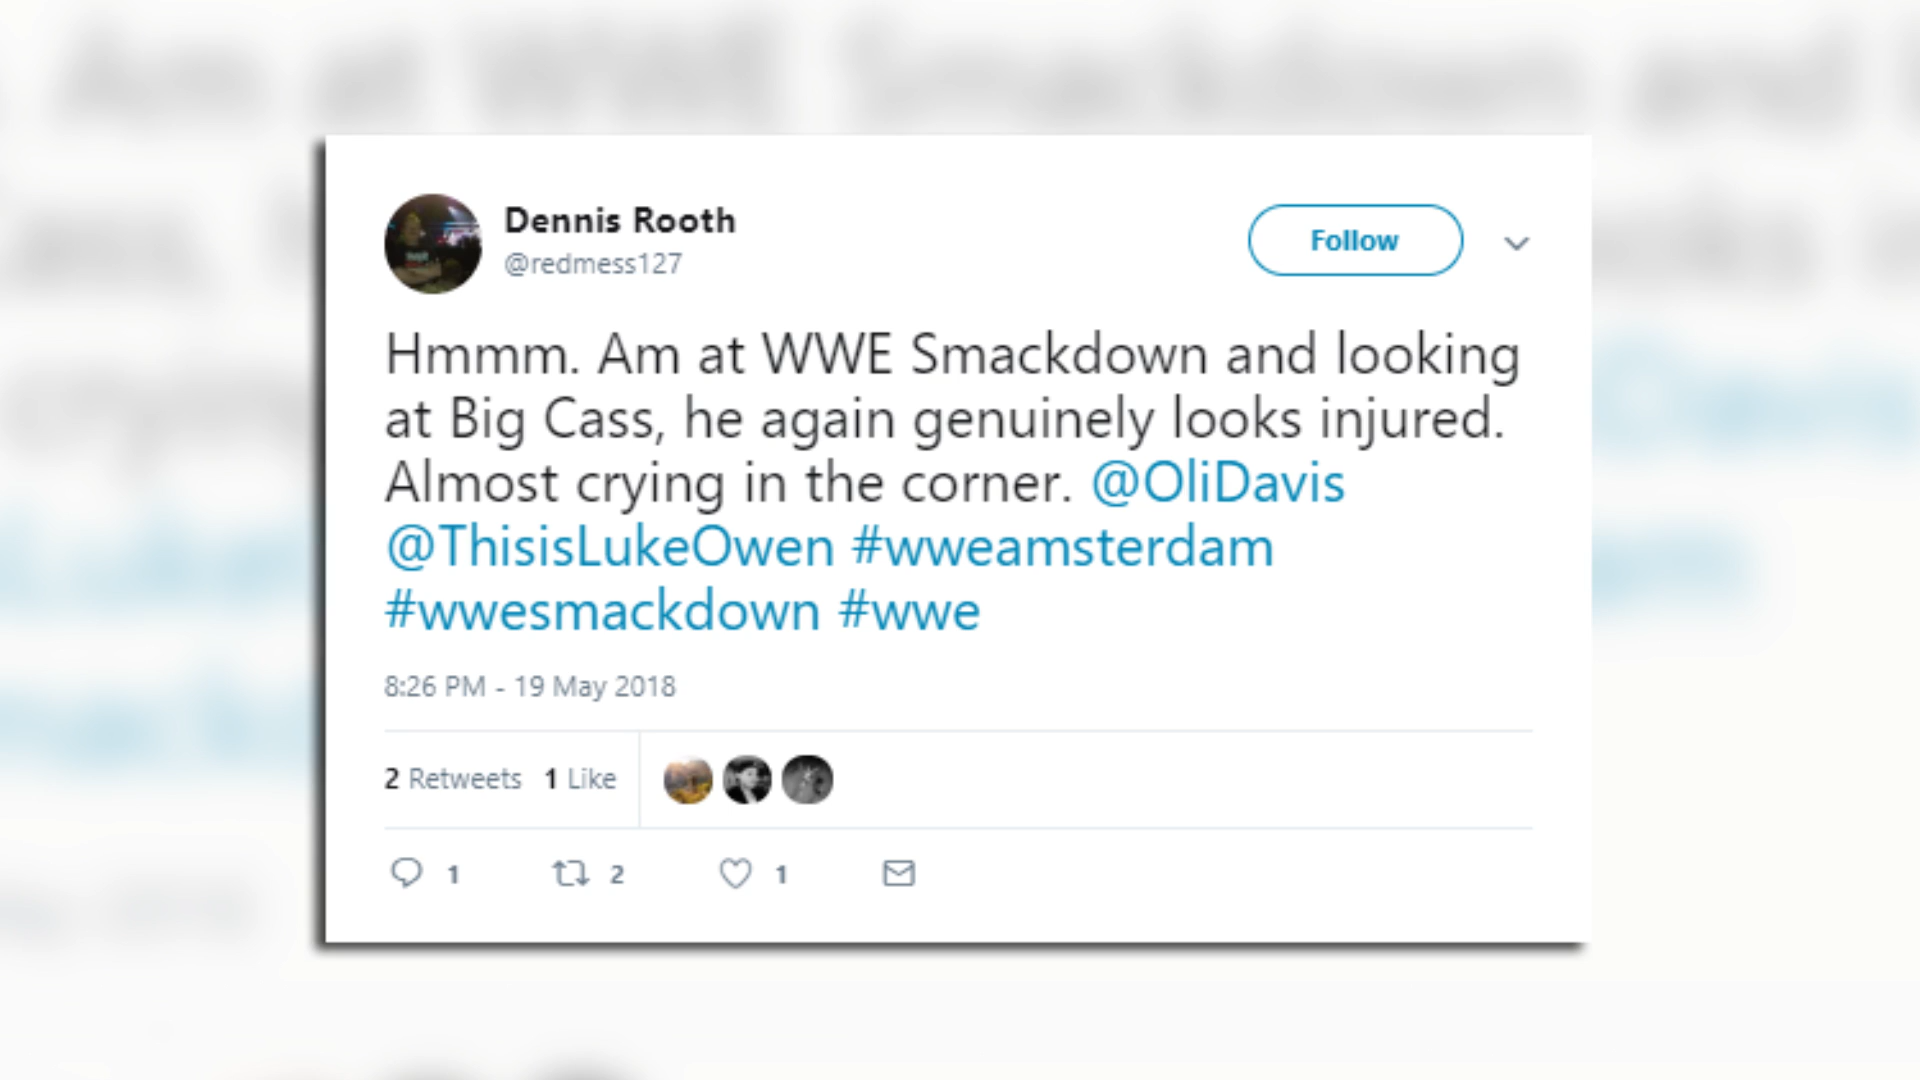 Dennis Rooth
@redmess127
Follow
Hmmm. Am at WWE Smackdown and looking
at Big Cass, he again genuinely looks injured.
Almost crying in the corner. @OliDavis
@ThisisLukeOwen #wweamsterdam
#wwesmackdown #wwe
8:26 PM - 19 May 2018
2 Retweets 1 Like
1 2 1